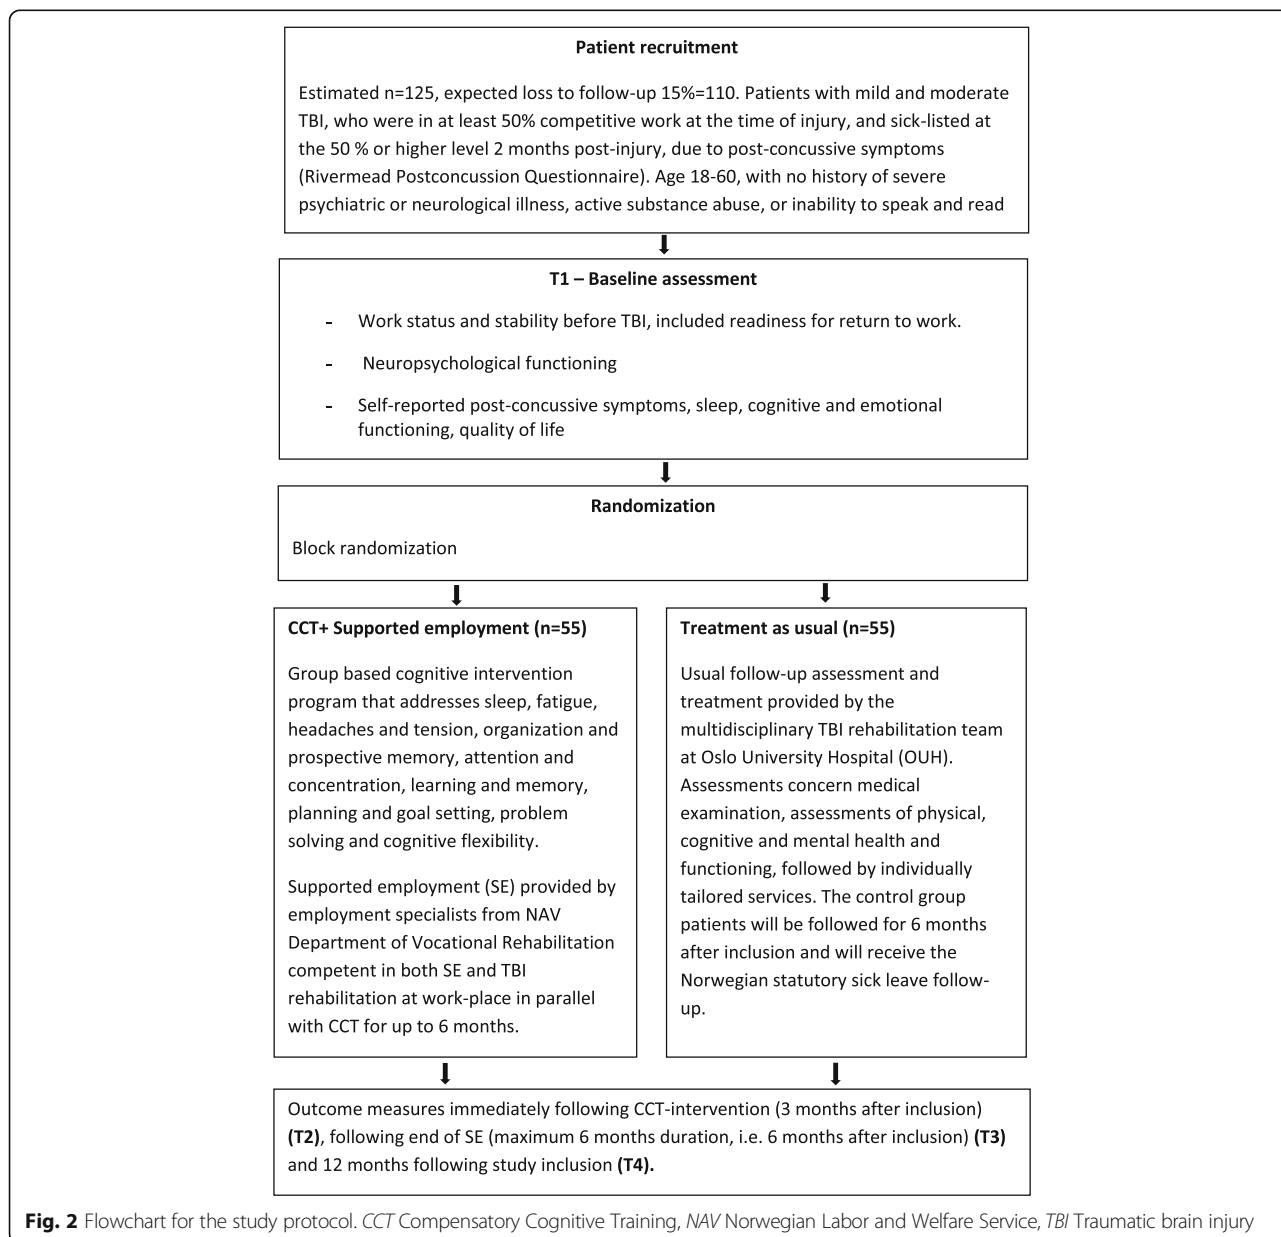 Patient recruitment
Estimated n=125, expected loss to follow-up 15%=110. Patients with mild and moderate
TBI, who were in at least 50% competitive work at the time of injury, and sick-listed at
the 50 % or higher level 2 months post-injury, due to post-concussive symptoms
(Rivermead Postconcussion Questionnaire). Age 18-60, with no history of severe
psychiatric or neurological illness, active substance abuse, or inability to speak and read
T1 – Baseline assessment
- Work status and stability before TBI, included readiness for return to work.
- Neuropsychological functioning
- Self-reported post-concussive symptoms, sleep, cognitive and emotional
functioning, quality of life
Randomization
Block randomization
CCT+ Supported employment (n=55)
Group based cognitive intervention
program that addresses sleep, fatigue,
headaches and tension, organization and
prospective memory, attention and
concentration, learning and memory,
planning and goal setting, problem
solving and cognitive flexibility.
Supported employment (SE) provided by
employment specialists from NAV
Department of Vocational Rehabilitation
competent in both SE and TBI
rehabilitation at work-place in parallel
with CCT for up to 6 months.
Treatment as usual (n=55)
Usual follow-up assessment and
treatment provided by the
multidisciplinary TBI rehabilitation team
at Oslo University Hospital (OUH).
Assessments concern medical
examination, assessments of physical,
cognitive and mental health and
functioning, followed by individually
tailored services. The control group
patients will be followed for 6 months
after inclusion and will receive the
Norwegian statutory sick leave follow-
up.
Outcome measures immediately following CCT-intervention (3 months after inclusion)
(T2), following end of SE (maximum 6 months duration, i.e. 6 months after inclusion) (T3)
and 12 months following study inclusion (T4).
Fig. 2 Flowchart for the study protocol. CCT Compensatory Cognitive Training, NAV Norwegian Labor and Welfare Service, TBI Traumatic brain injury